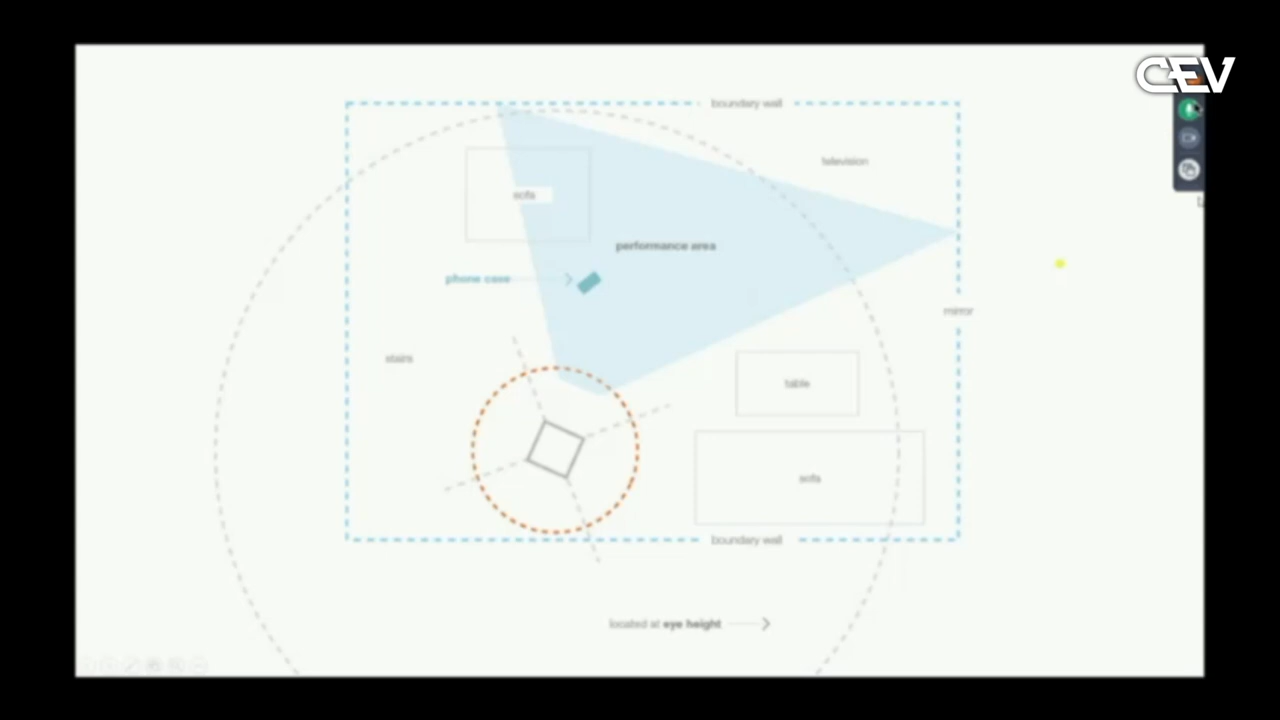 CEV
boundary wall
television
sofa
performance area
phone case
mirror
stairs
table
sofa
boundary wall
located at eye height